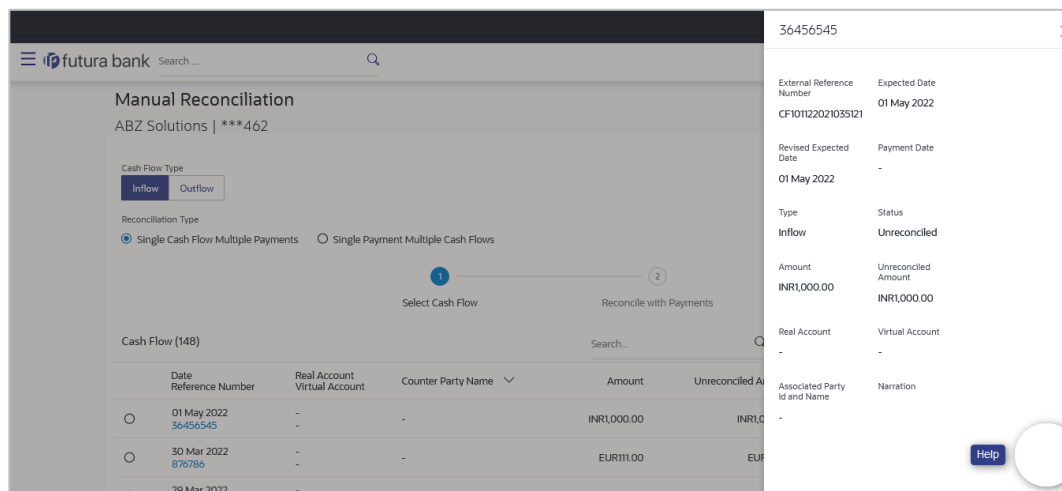 36456545
futura bank
Search ...
Manual Reconciliation
ABZ Solutions | ***462
Cash Flow Type
Inflow Outflow
Reconciliation Type
Single Cash Flow Multiple Payments Single Payment Multiple Cash Flows
1 2
Select Cash Flow Reconcile with Payments
Cash Flow (148)
Search...
Date
Reference Number
Real Account
Virtual Account
Counter Party Name
Amount
Unreconciled
01 May 2022
36456545
-
-
-
INR1,000.00
30 Mar 2022
876786
-
-
-
EUR111.00
EUR
29 Mar 2022
External Reference
Number
CF101122021035121
Expected Date
01 May 2022
Revised Expected
Date
01 May 2022
Payment Date
-
Type
Inflow
Status
Unreconciled
Amount
INR1,000.00
Unreconciled
Amount
INR1,000.00
Real Account
-
Virtual Account
-
Associated Party
Id and Name
-
Narration
Help